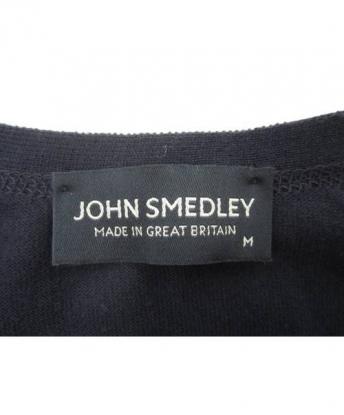 JOHN SMEDLEY
MADE IN GREAT BRITAIN
M